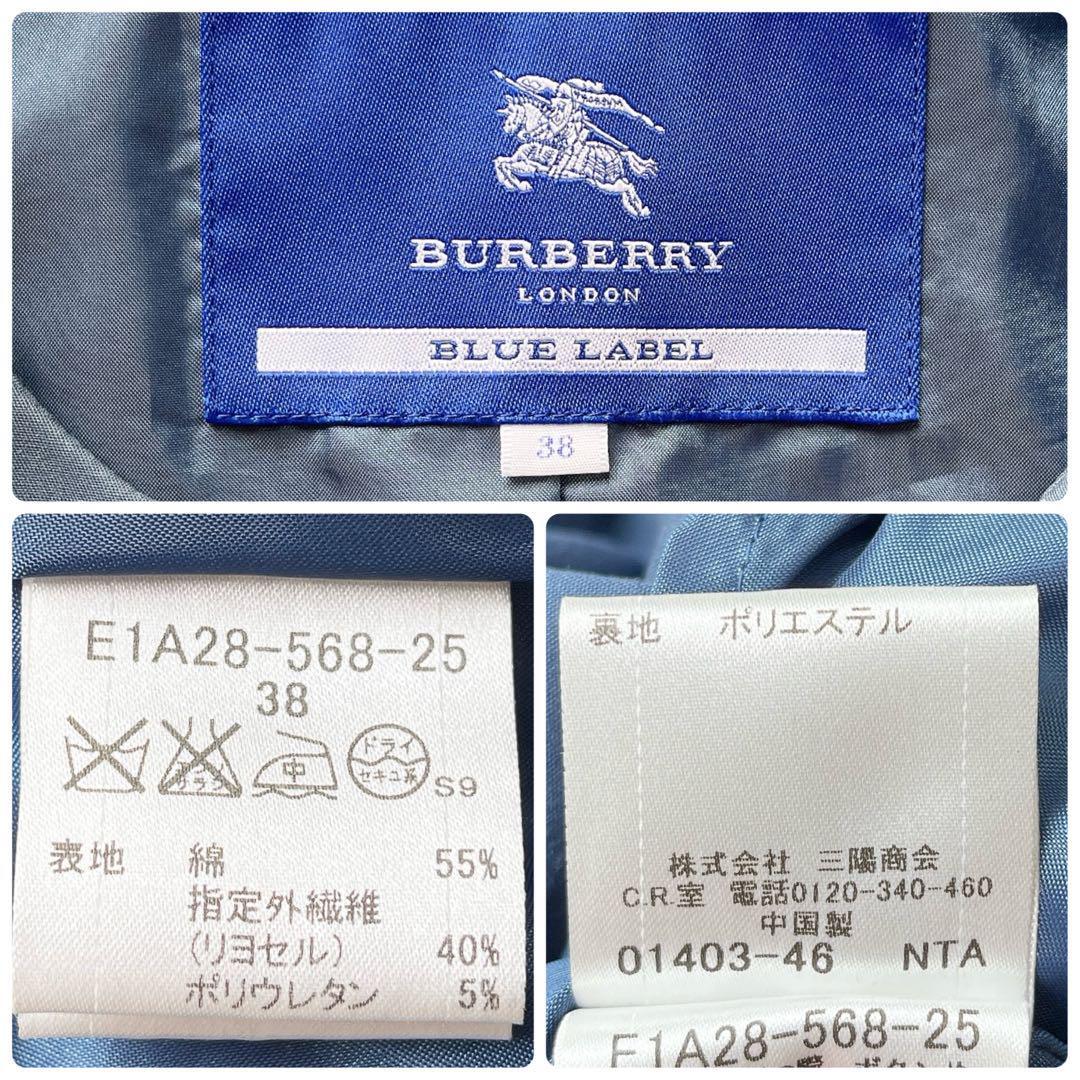 BURBERRY
LONDON
BLUE LABEL
38
E1A28-568-25
38
中
ドライ
セキユ系
S9
表地 綿 55%
指定外繊維
(リヨセル) 40%
ポリウレタン 5%
裏地 ポリエステル
株式会社 三陽商会
C.R.室 電話0120-340-460
中国製
01403-46 NTA
E1A28-568-25